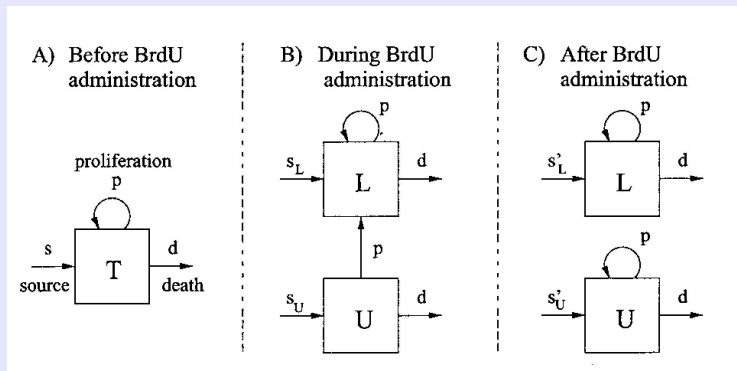 A) Before BrdU
administration
proliferation
p
s
d
T
source
death
B) During BrdU
administration
p
s_L
d
L
p
s_U
d
U
C) After BrdU
administration
p
s'_L
d
L
p
s'_U
d
U